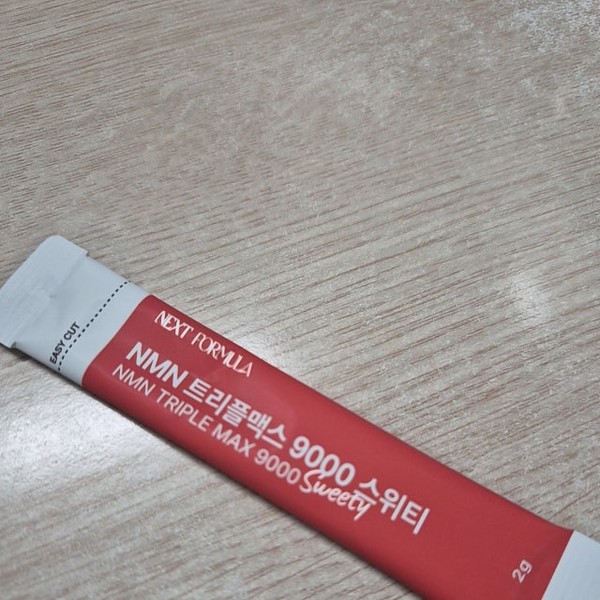 EASY CUT
NEXT FORMULA
NMN 트리플맥스 9000 스위티
NMN TRIPLE MAX 9000 Sweety
2g